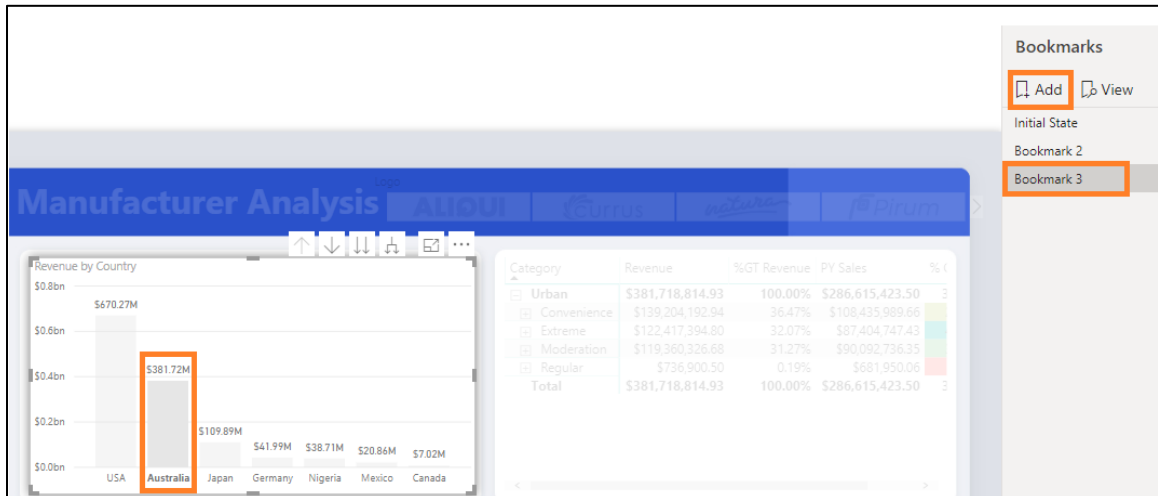 Bookmarks
Add View
Initial State
Bookmark 2
Bookmark 3
Logo
Manufacturer Analysis ALIQUI Currus natura Pirum
Revenue by Country
$0.8bn
$0.6bn
$0.4bn
$0.2bn
$0.0bn
$670.27M
$381.72M
$109.89M
$41.99M
$38.71M
$20.86M
$7.02M
USA Australia Japan Germany Nigeria Mexico Canada
Category Revenue %GT Revenue PY Sales %
Urban $381,718,814.93 100.00% $286,615,423.50 3
Convenience $139,204,192.94 36.47% $108,435,989.66
Extreme $122,417,394.80 32.07% $87,404,747.43
Moderation $119,360,326.68 31.27% $90,092,736.35
Regular $736,900.50 0.19% $681,950.06
Total $381,718,814.93 100.00% $286,615,423.50 3